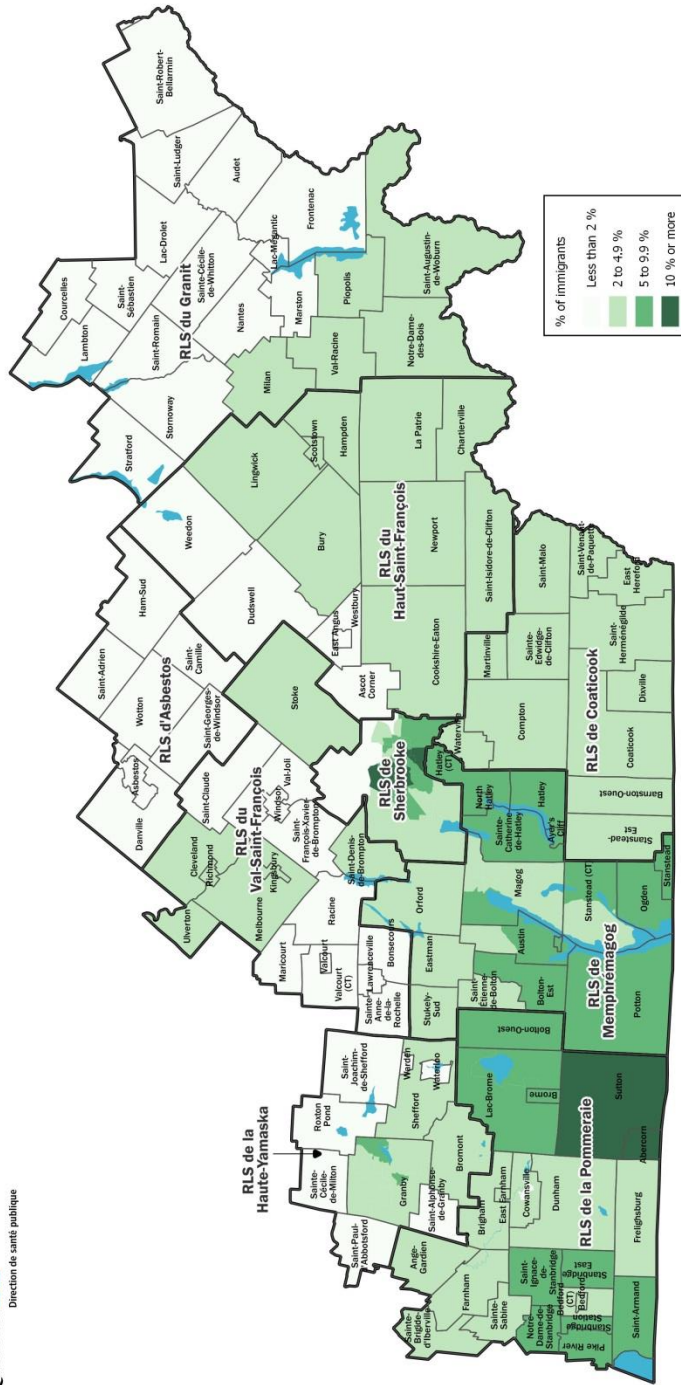 Direction de santé publique
Saint-Robert-
Bellarmin
Saint-Ludger
Audet
Lac-Drolet
Frontenac
Lac-Mégantic
Courcelles
Saint-
Sébastien
Sainte-Cécile-
de-Whitton
RLS du Granit
Nantes
Marston
Piopolis
Saint-Augustin-
de-Woburn
Lambton
Saint-Romain
Stornoway
Milan
Val-Racine
Notre-Dame-
des-Bois
Stratford
Lingwick
Scotstown
Hampden
La Patrie
Chartierville
Weedon
Bury
RLS du
Haut-Saint-François
Newport
Saint-Isidore-de-Clifton
Ham-Sud
Dudswell
Westbury
East Angus
Cookshire-Eaton
Saint-Malo
Saint-Venant-
de-Paquette
East
Hereford
Saint-Adrien
Saint-
Camille
Wotton
RLS d'Asbestos
Saint-Georges-
de-Windsor
Stoke
Ascot
Corner
Martinville
Sainte-
Edwidge-
de-Clifton
Saint-
Herménégilde
Dixville
RLS de Coaticook
Asbestos
Danville
Saint-Claude
Val-Joli
Windsor
Saint-
François-Xavier-
de-Brompton
RLS de
Sherbrooke
Hatley
(CT)
Waterville
Compton
Coaticook
Barnston-Ouest
Stanstead-
Est
RLS du
Val-Saint-François
Cleveland
Richmond
Kingsbury
Ulverton
Melbourne
Saint-Denis-
de-Brompton
North
Hatley
Sainte-
Catherine-
de-Hatley
Hatley
Ayer's
Cliff
Racine
Maricourt
Valcourt
Valcourt
(CT)
Lawrenceville
Bonsecours
Sainte-
Anne-
de-la-
Rochelle
Orford
Eastman
Stukely-
Sud
Magog
Austin
Saint-
Étienne-
de-Bolton
Bolton-
Est
Stanstead (CT)
Ogden
Stanstead
RLS de
Memphrémagog
Potton
RLS de la
Haute-Yamaska
Saint-
Joachim-
de-Shefford
Roxton
Pond
Warden
Waterloo
Shefford
Sainte-
Cécile-
de-Milton
Granby
Saint-Alphonse-
de-Granby
Bromont
Bolton-Ouest
Lac-Brome
Brome
Sutton
Abercorn
Saint-Paul-
Abbotsford
Ange-
Gardien
Brigham
East Farnham
Cowansville
Dunham
RLS de la Pommeraie
Frelighsburg
Farnham
Sainte-
Brigide
d'Iberville
Sainte-
Sabine
Saint-
Ignace-
de-
Stanbridge
Stanbridge
East
Bedford
(CT)
Bedford
Notre-
Dame-de-
Stanbridge
Stanbridge
Station
Pike River
Saint-Armand
% of immigrants
Less than 2 %
2 to 4.9 %
5 to 9.9 %
10 % or more